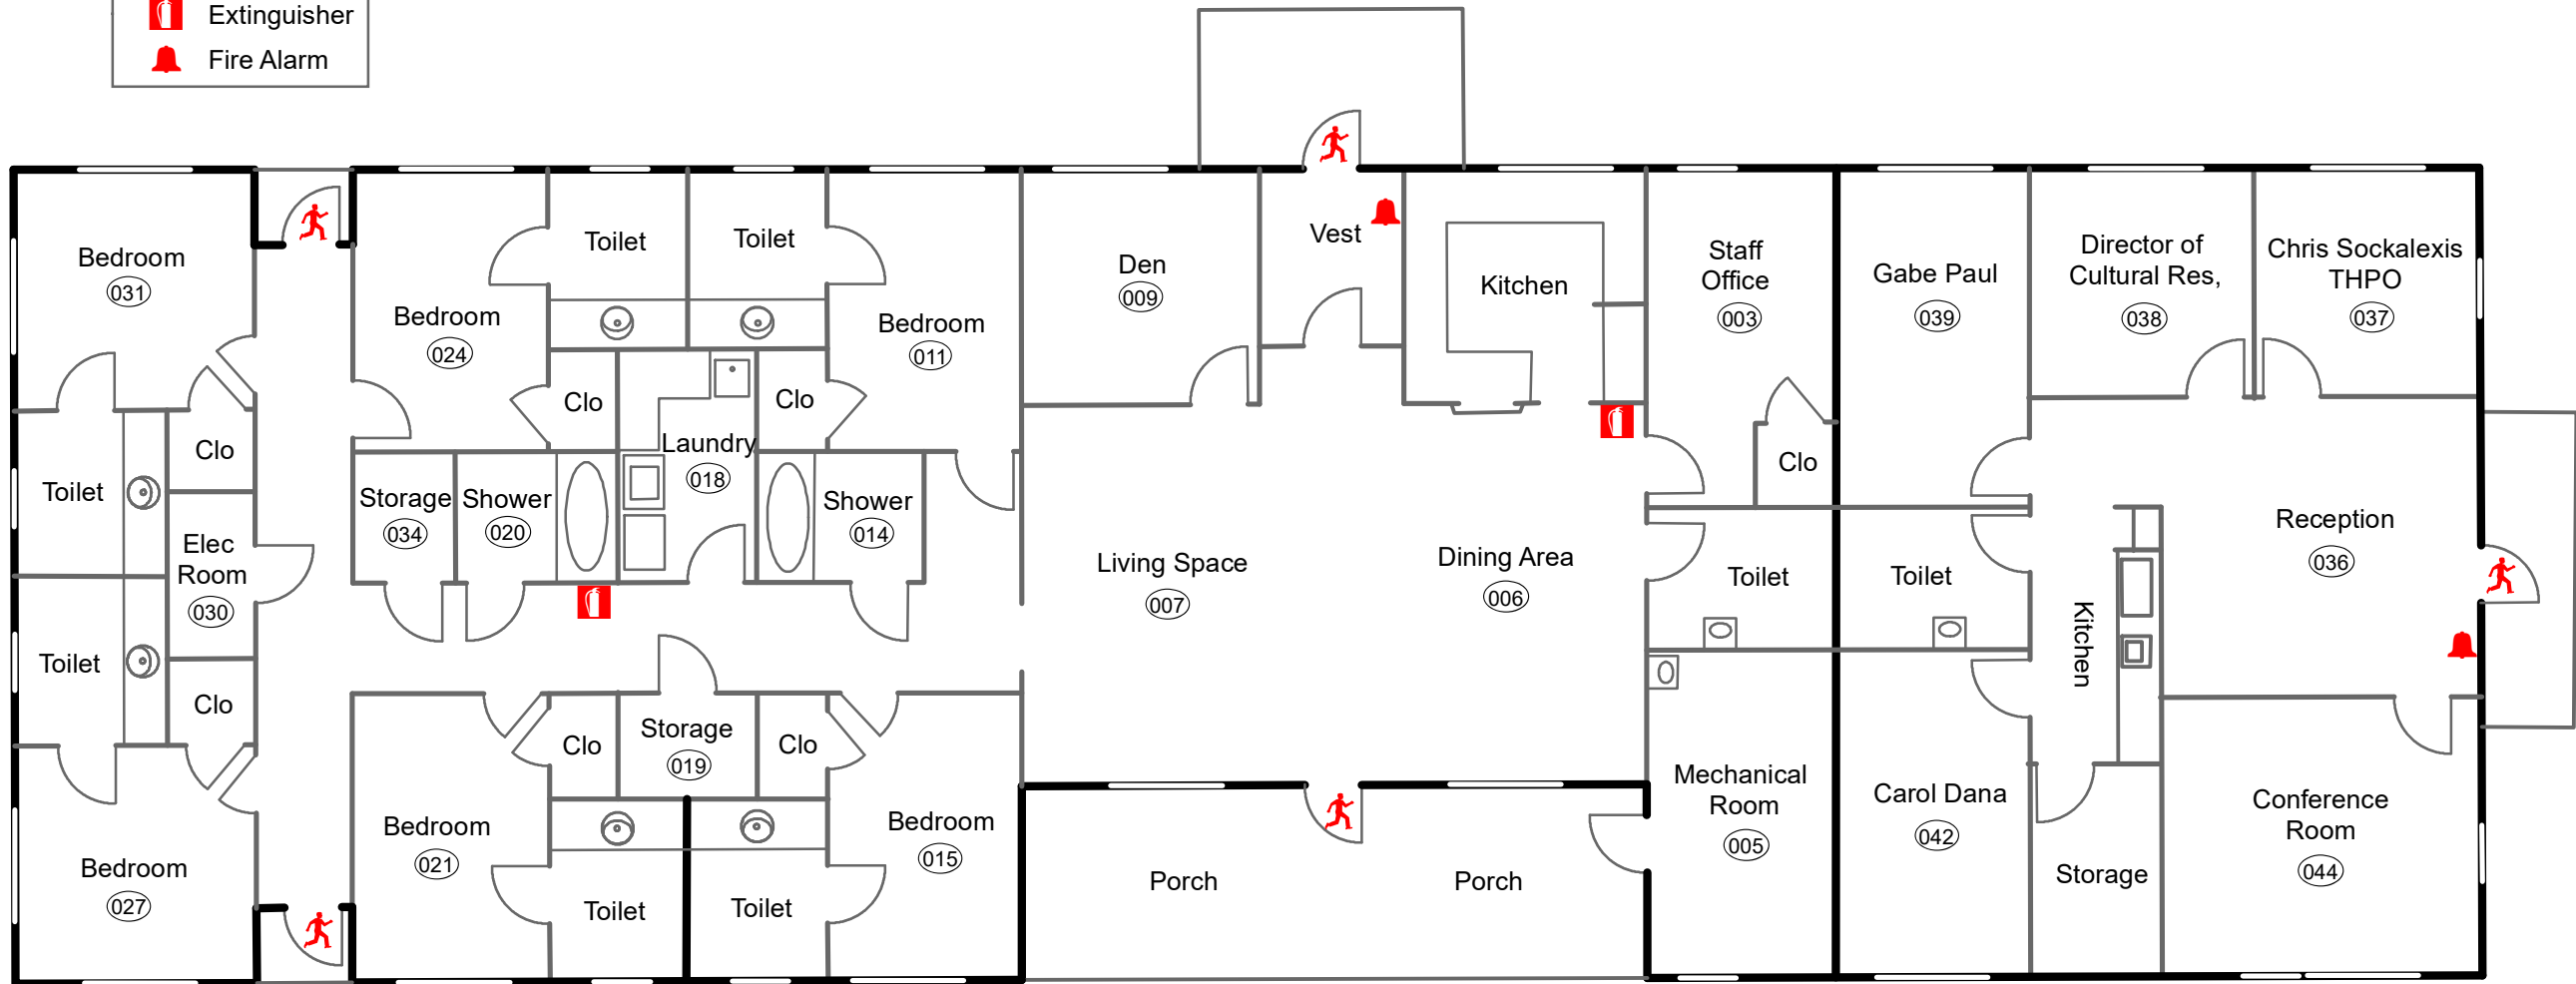 Extinguisher
Fire Alarm
Bedroom
031
Bedroom
024
Toilet
Toilet
Bedroom
011
Den
009
Vest
Kitchen
Staff
Office
003
Gabe Paul
039
Director of
Cultural Res,
038
Chris Sockalexis
THPO
037
Clo
Clo
Clo
Laundry
018
Clo
Toilet
Storage
034
Shower
020
Shower
014
Elec
Room
030
Living Space
007
Dining Area
006
Toilet
Toilet
Kitchen
Reception
036
Toilet
Clo
Clo
Storage
019
Clo
Bedroom
027
Bedroom
021
Toilet
Toilet
Bedroom
015
Porch
Porch
Mechanical
Room
005
Carol Dana
042
Storage
Conference
Room
044